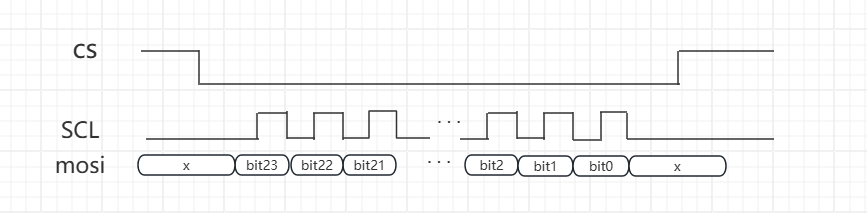 cs
SCL ...
mosi x bit23 bit22 bit21 ... bit2 bit1 bit0 x